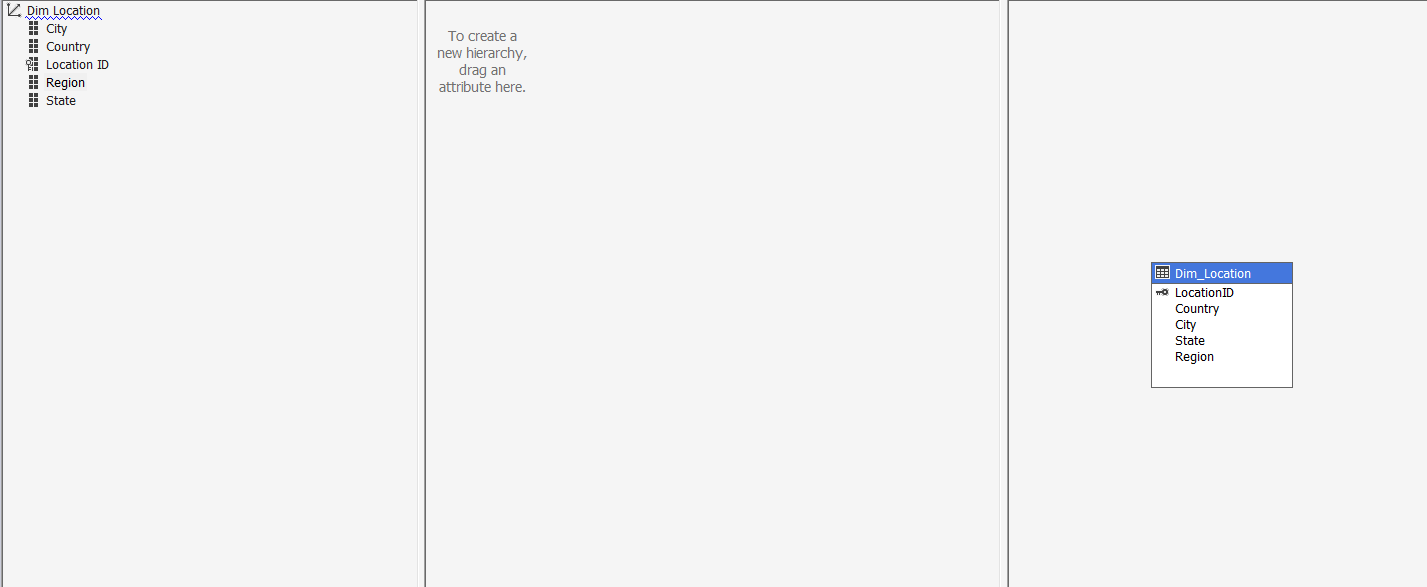 Dim Location
City
Country
Location ID
Region
State
To create a
new hierarchy,
drag an
attribute here.
Dim_Location
LocationID
Country
City
State
Region